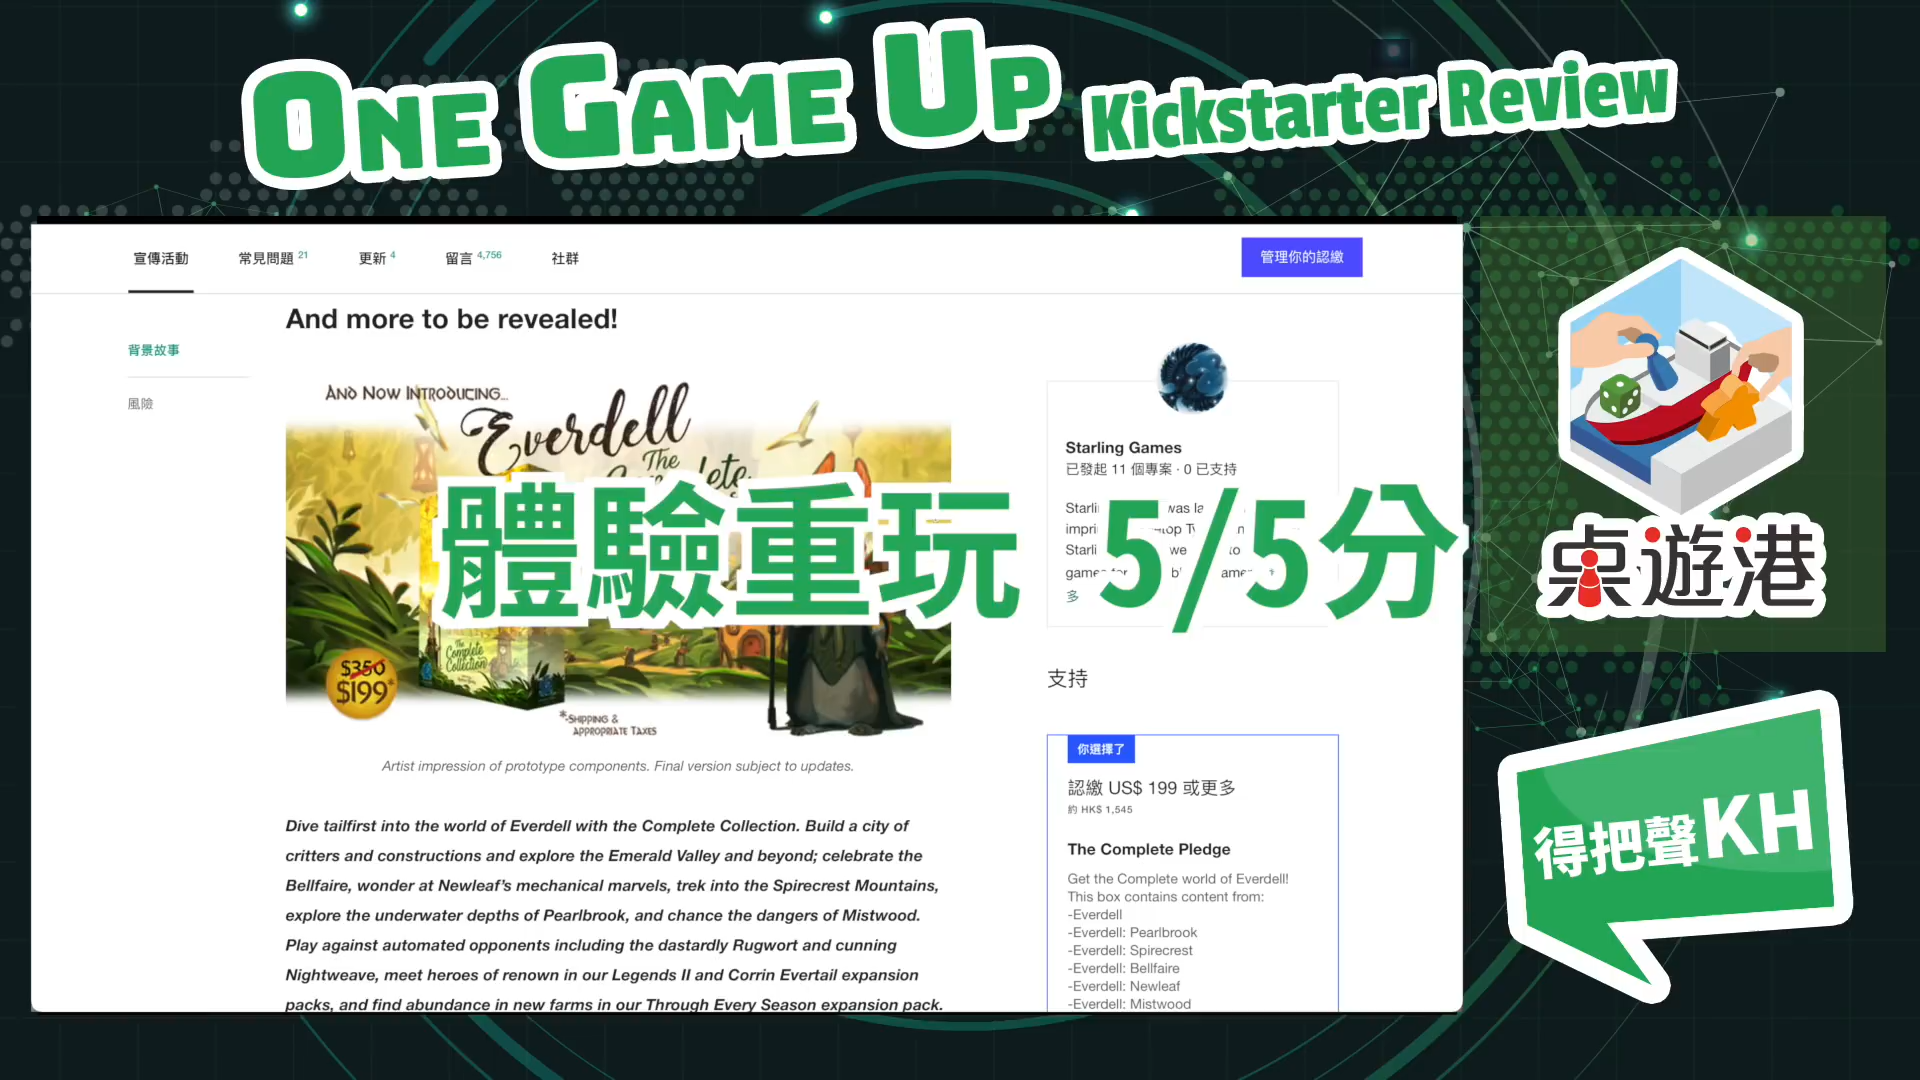 One Game Up Kickstarter Review
宣傳活動 常見問題 21 更新 4 留言 4,756 社群
管理你的認繳
背景故事
風險
And more to be revealed!
And Now Introducing...
Everdell
The
Complete
The
Complete
Collection
$350
$199*
*-Shipping &
Appropriate Taxes
Artist impression of prototype components. Final version subject to updates.
Dive tailfirst into the world of Everdell with the Complete Collection. Build a city of
critters and constructions and explore the Emerald Valley and beyond; celebrate the
Bellfaire, wonder at Newleaf's mechanical marvels, trek into the Spirecrest Mountains,
explore the underwater depths of Pearlbrook, and chance the dangers of Mistwood.
Play against automated opponents including the dastardly Rugwort and cunning
Nightweave, meet heroes of renown in our Legends II and Corrin Evertail expansion
packs, and find abundance in new farms in our Through Every Season expansion pack.
體驗重玩 5/5分
Starling Games
已發起 11 個專案 · 0 已支持
多
支持
你選擇了
認繳 US$ 199 或更多
約 HK$ 1,545
The Complete Pledge
Get the Complete world of Everdell!
This box contains content from:
-Everdell
-Everdell: Pearlbrook
-Everdell: Spirecrest
-Everdell: Bellfaire
-Everdell: Newleaf
-Everdell: Mistwood
桌遊港
得把聲KH